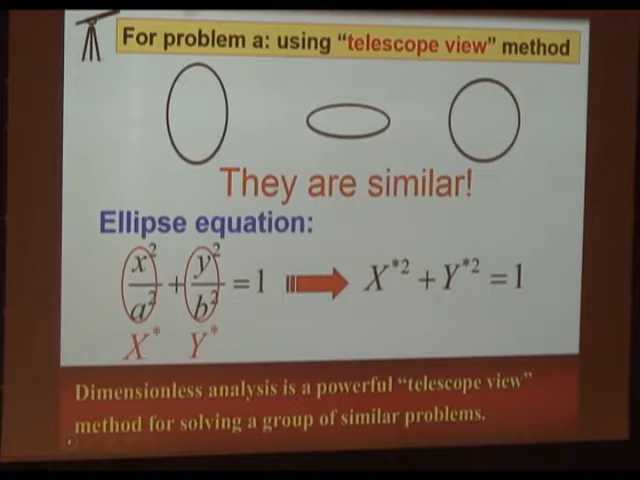 For problem a: using “telescope view” method
They are similar!
Ellipse equation:
x²/a² + y²/b² = 1 X*² + Y*² = 1
X* Y*
Dimensionless analysis is a powerful “telescope view”
method for solving a group of similar problems.